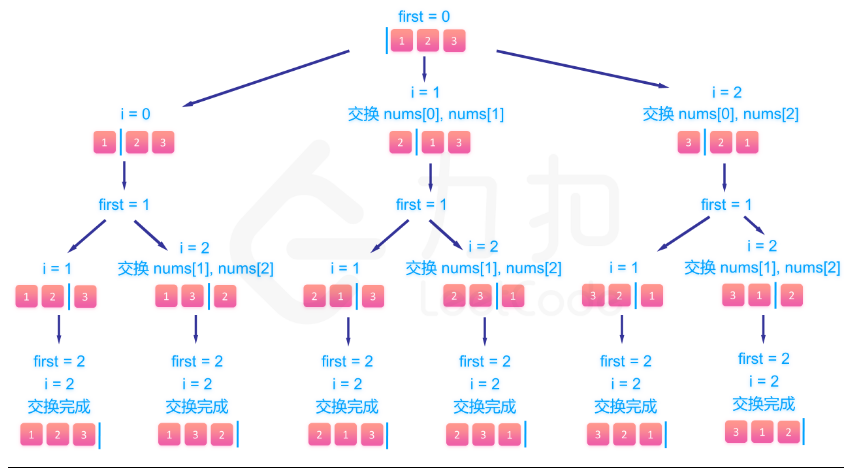 first = 0
1 2 3
i = 0
i = 1
i = 2
交换 nums[0], nums[1]
交换 nums[0], nums[2]
1 2 3
2 1 3
3 2 1
first = 1
first = 1
first = 1
i = 1
i = 2
交换 nums[1], nums[2]
i = 1
i = 2
交换 nums[1], nums[2]
i = 1
i = 2
交换 nums[1], nums[2]
1 2 3
1 3 2
2 1 3
2 3 1
3 2 1
3 1 2
first = 2
first = 2
first = 2
first = 2
first = 2
first = 2
i = 2
i = 2
i = 2
i = 2
i = 2
i = 2
交换完成
交换完成
交换完成
交换完成
交换完成
交换完成
1 2 3
1 3 2
2 1 3
2 3 1
3 2 1
3 1 2
力扣
LeetCode